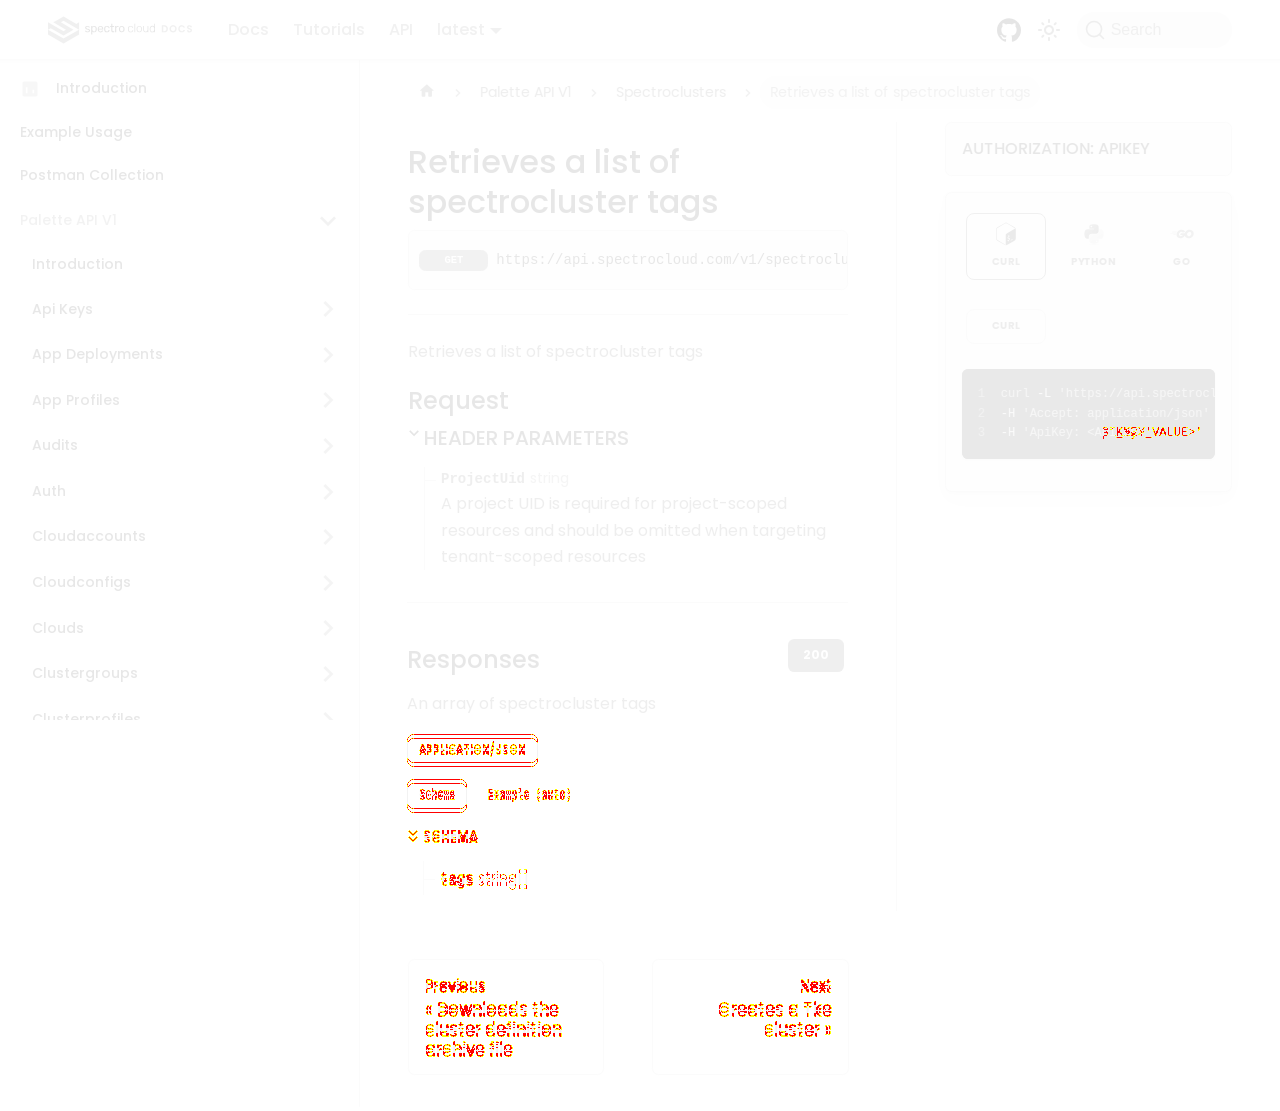 spectro cloud DOCS
Docs Tutorials API latest
Search
Introduction
Example Usage
Postman Collection
Palette API V1
Introduction
Api Keys
App Deployments
App Profiles
Audits
Auth
Cloudaccounts
Cloudconfigs
Clouds
Clustergroups
Clusterprofiles
Palette API V1 › Spectroclusters › Retrieves a list of spectrocluster tags
Retrieves a list of
spectrocluster tags
GET https://api.spectrocloud.com/v1/spectroclu
Retrieves a list of spectrocluster tags
Request
HEADER PARAMETERS
ProjectUid string
A project UID is required for project-scoped
resources and should be omitted when targeting
tenant-scoped resources
Responses
200
An array of spectrocluster tags
APPLICATION/JSON
Schema Example (auto)
SCHEMA
tags string[]
Previous
« Downloads the
cluster definition
archive file
Next
Creates a Tke
cluster »
AUTHORIZATION: APIKEY
CURL PYTHON GO
CURL
1 curl -L 'https://api.spectrocl
2 -H 'Accept: application/json'
3 -H 'ApiKey: